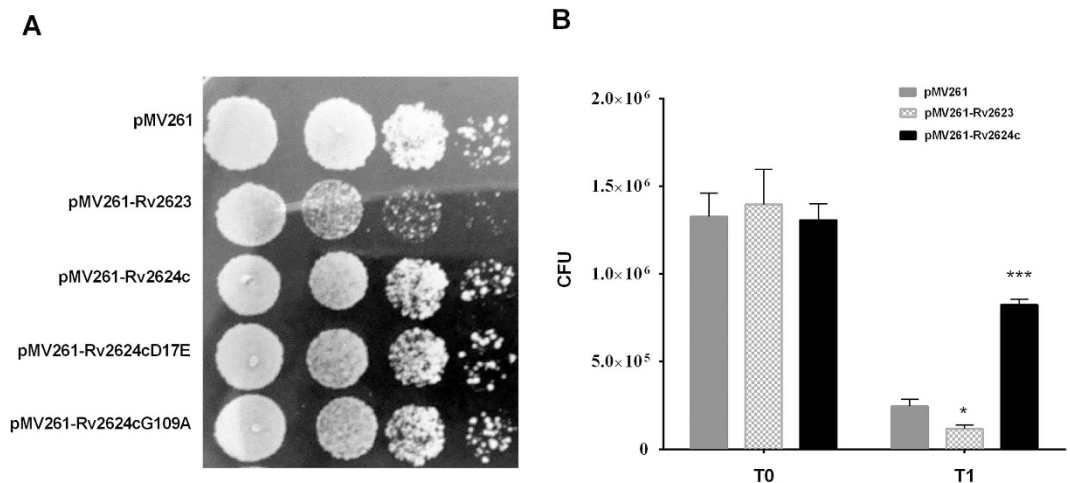 A
pMV261
pMV261-Rv2623
pMV261-Rv2624c
pMV261-Rv2624cD17E
pMV261-Rv2624cG109A
B
pMV261
pMV261-Rv2623
pMV261-Rv2624c
CFU
2.0×10⁶
1.5×10⁶
1.0×10⁶
5.0×10⁵
0
***
*
T0 T1